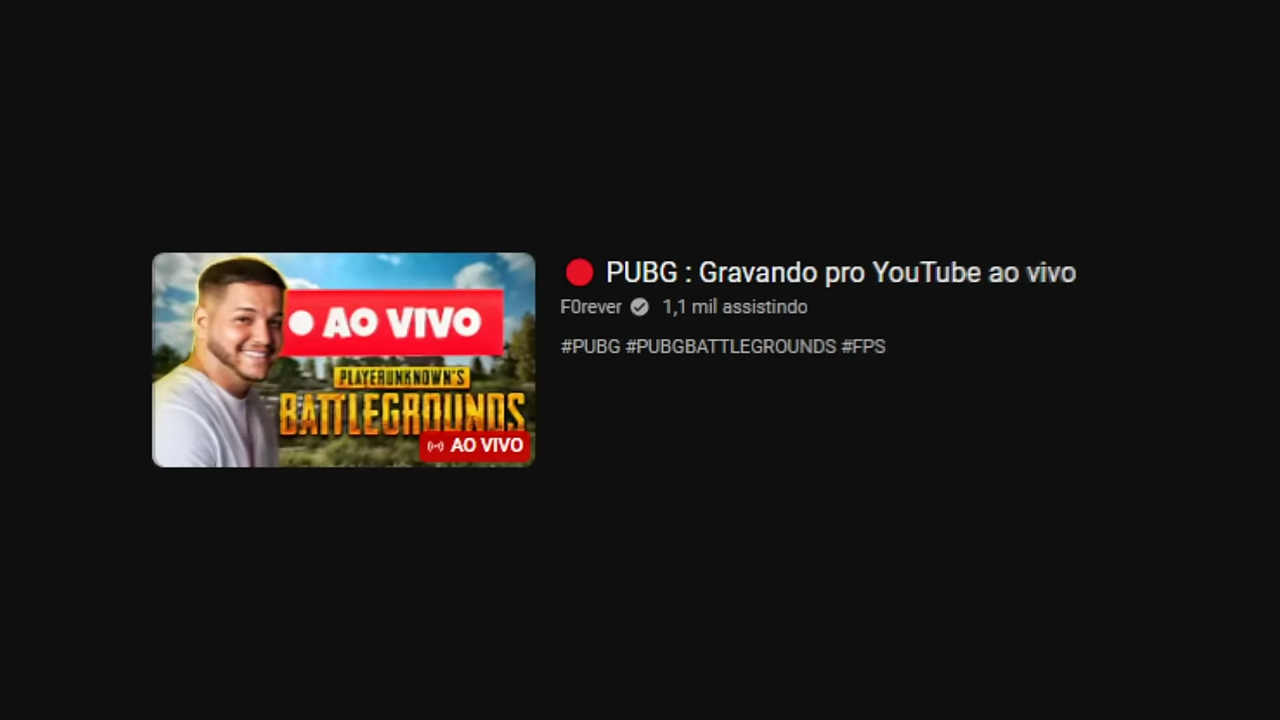 ● AO VIVO
PLAYERUNKNOWN'S
BATTLEGROUNDS
AO VIVO
🔴 PUBG : Gravando pro YouTube ao vivo
F0rever 1,1 mil assistindo
#PUBG #PUBGBATTLEGROUNDS #FPS